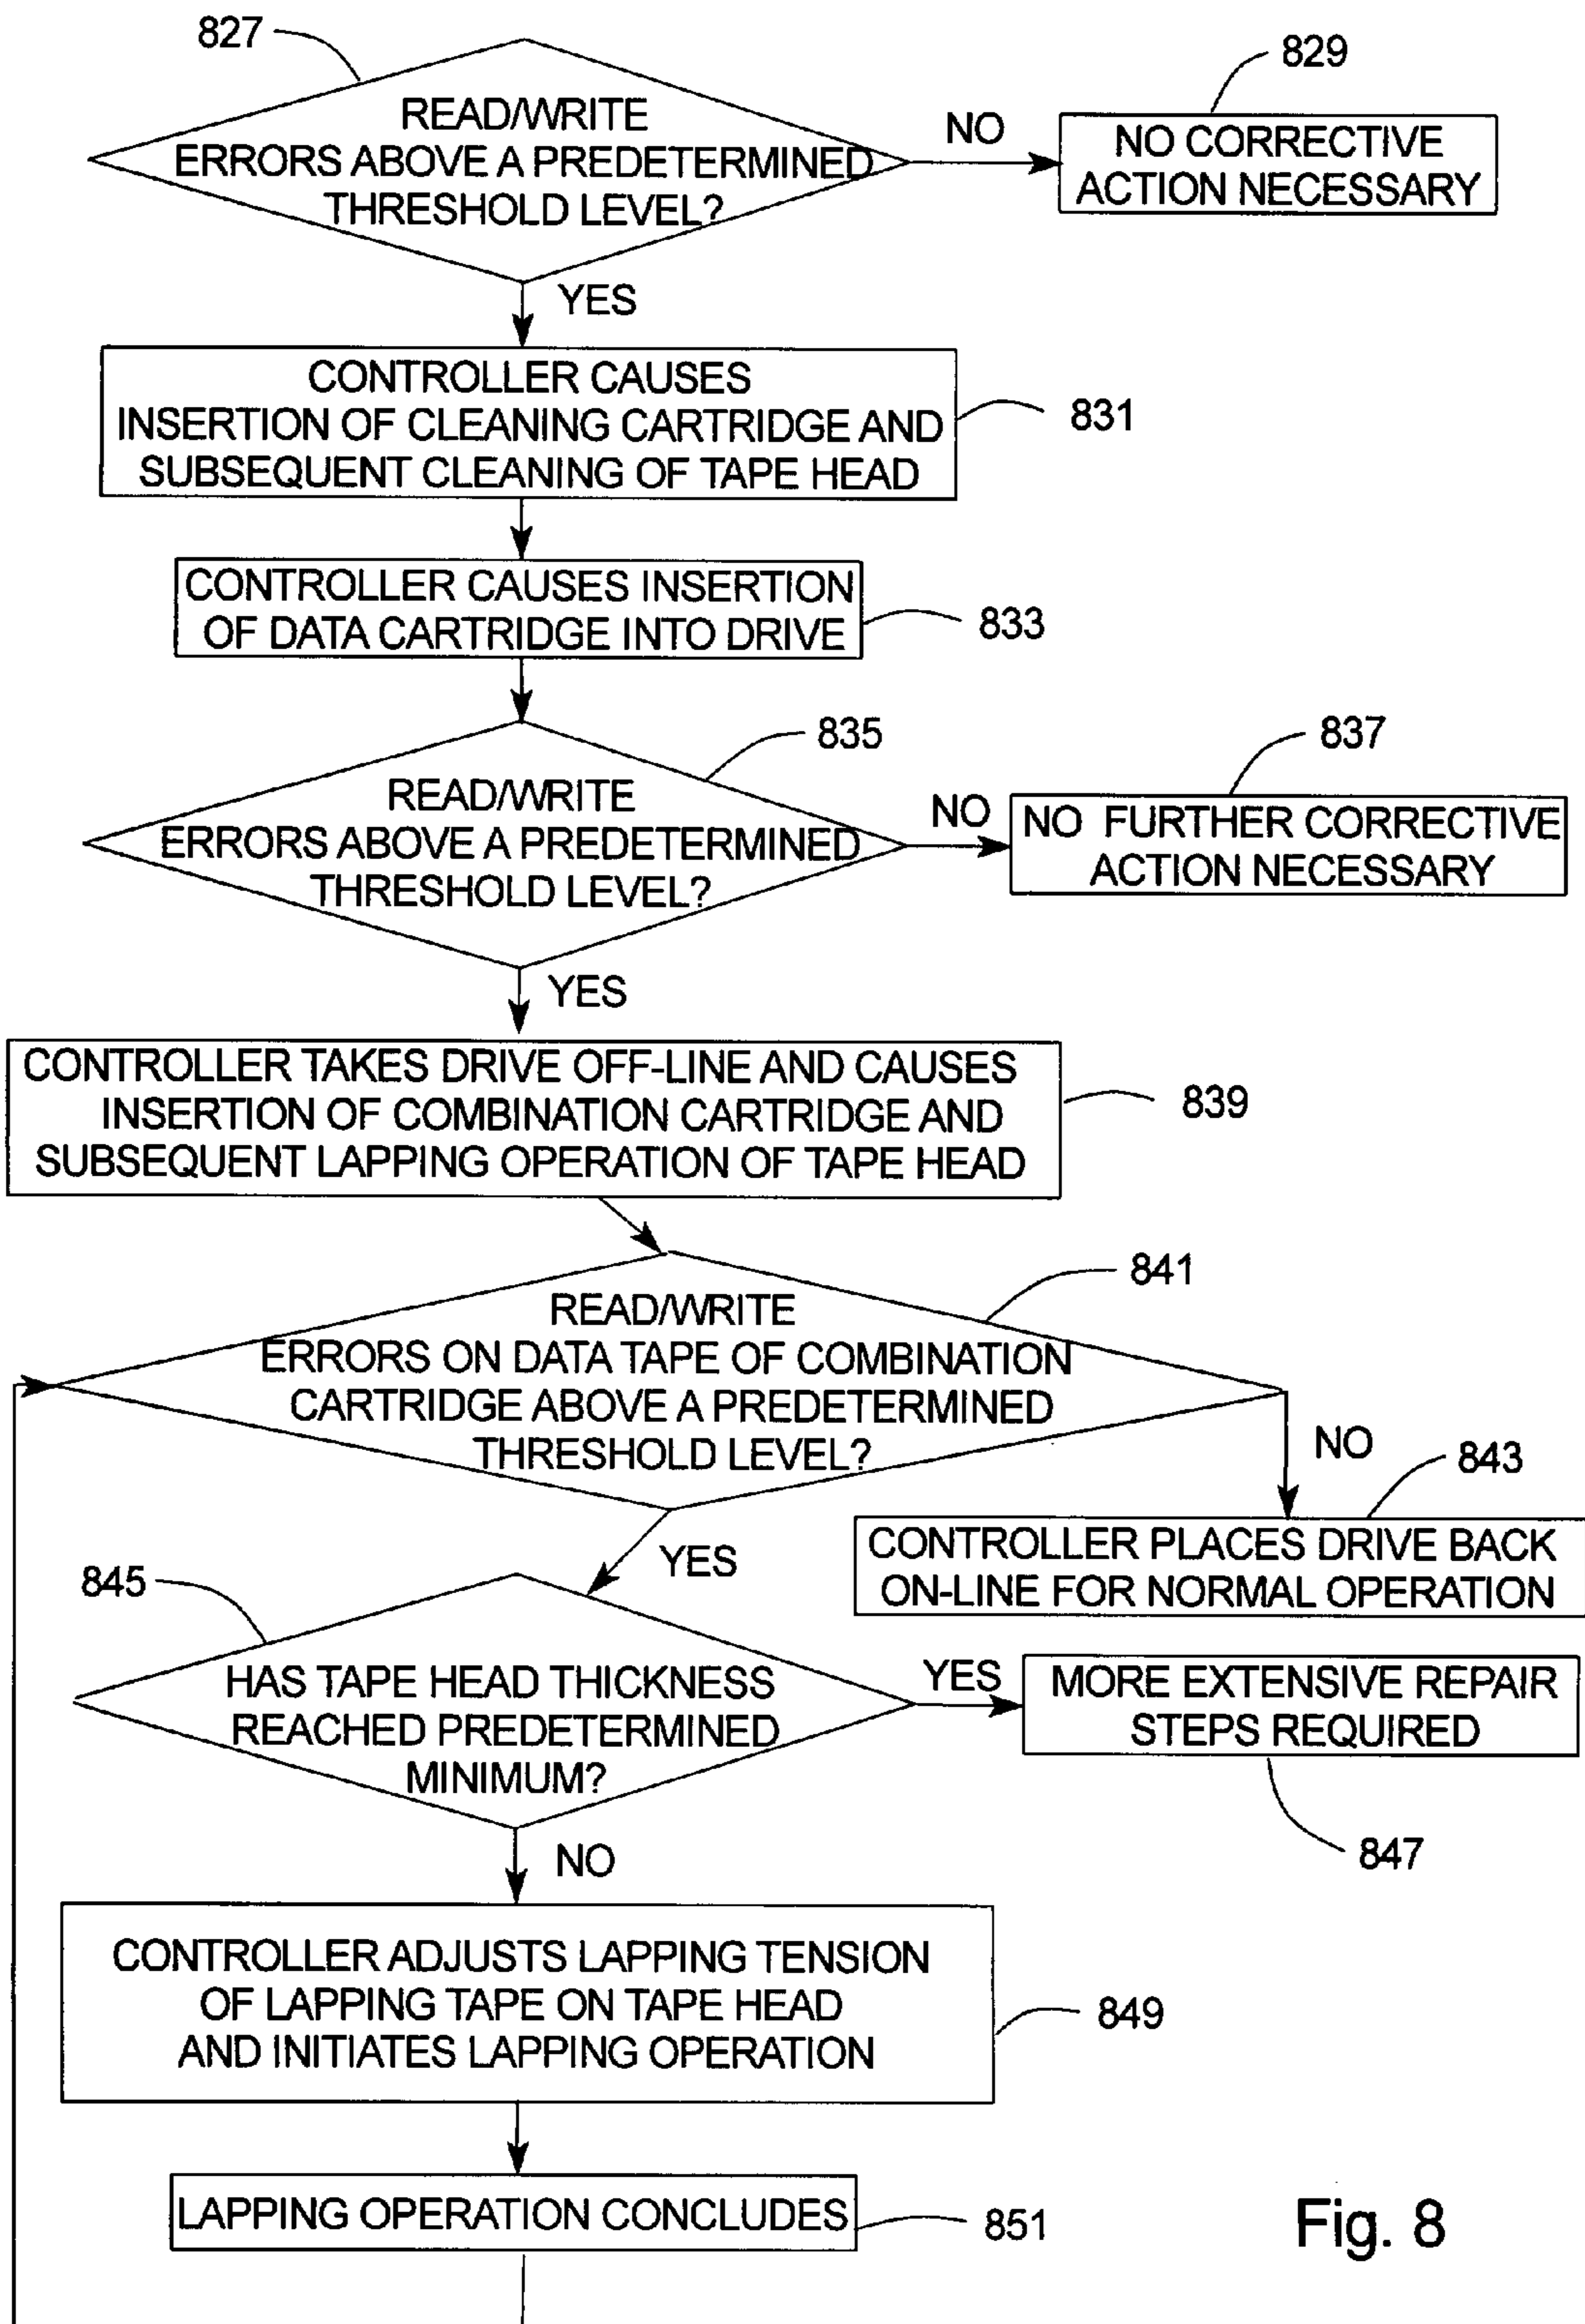 827
READ/WRITE
ERRORS ABOVE A PREDETERMINED
THRESHOLD LEVEL?
NO
829
NO CORRECTIVE
ACTION NECESSARY
YES
CONTROLLER CAUSES
INSERTION OF CLEANING CARTRIDGE AND
SUBSEQUENT CLEANING OF TAPE HEAD
831
CONTROLLER CAUSES INSERTION
OF DATA CARTRIDGE INTO DRIVE
833
835
READ/WRITE
ERRORS ABOVE A PREDETERMINED
THRESHOLD LEVEL?
NO
837
NO FURTHER CORRECTIVE
ACTION NECESSARY
YES
CONTROLLER TAKES DRIVE OFF-LINE AND CAUSES
INSERTION OF COMBINATION CARTRIDGE AND
SUBSEQUENT LAPPING OPERATION OF TAPE HEAD
839
841
READ/WRITE
ERRORS ON DATA TAPE OF COMBINATION
CARTRIDGE ABOVE A PREDETERMINED
THRESHOLD LEVEL?
NO
843
CONTROLLER PLACES DRIVE BACK
ON-LINE FOR NORMAL OPERATION
YES
845
HAS TAPE HEAD THICKNESS
REACHED PREDETERMINED
MINIMUM?
YES
MORE EXTENSIVE REPAIR
STEPS REQUIRED
847
NO
CONTROLLER ADJUSTS LAPPING TENSION
OF LAPPING TAPE ON TAPE HEAD
AND INITIATES LAPPING OPERATION
849
LAPPING OPERATION CONCLUDES
851
Fig. 8